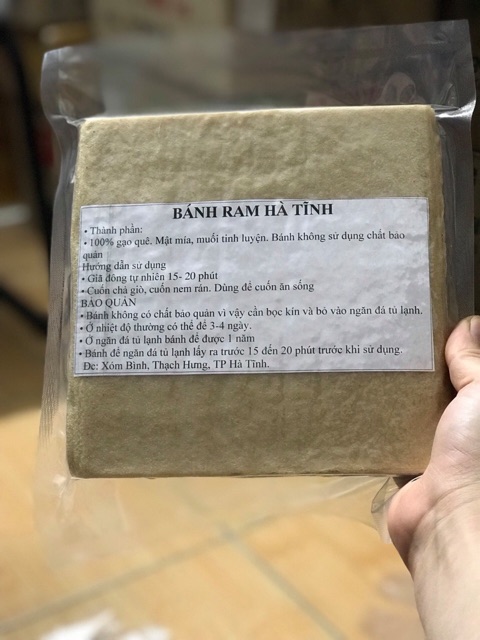 BÁNH RAM HÀ TĨNH
• Thành phần:
• 100% gạo quê. Mật mía, muối tinh luyện. Bánh không sử dụng chất bảo
quản
Hướng dẫn sử dụng
• Giã đông tự nhiên 15- 20 phút
• Cuốn chả giò, cuốn nem rán. Dùng để cuốn ăn sống
BẢO QUẢN
• Bánh không có chất bảo quản vì vậy cần bọc kín và bỏ vào ngăn đá tủ lạnh.
• Ở nhiệt độ thường có thể để 3-4 ngày.
• Ở ngăn đá tủ lạnh bánh để được 1 năm
• Bánh để ngăn đá tủ lạnh lấy ra trước 15 đến 20 phút trước khi sử dụng.
Đc: Xóm Bình, Thạch Hưng, TP Hà Tĩnh.